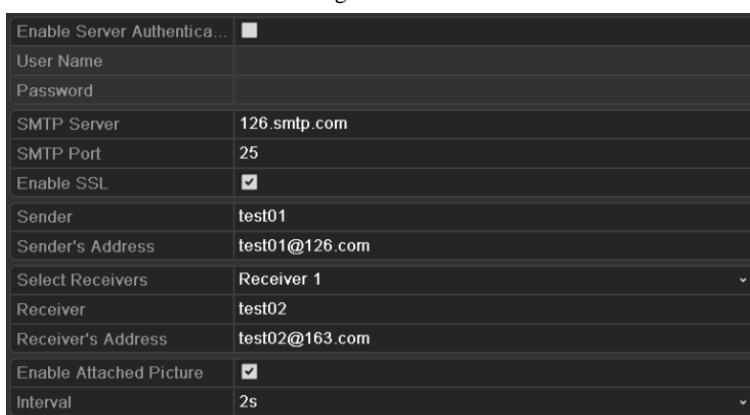 Enable Server Authentica...
User Name
Password
SMTP Server 126.smtp.com
SMTP Port 25
Enable SSL
Sender test01
Sender's Address test01@126.com
Select Receivers Receiver 1
Receiver test02
Receiver's Address test02@163.com
Enable Attached Picture
Interval 2s